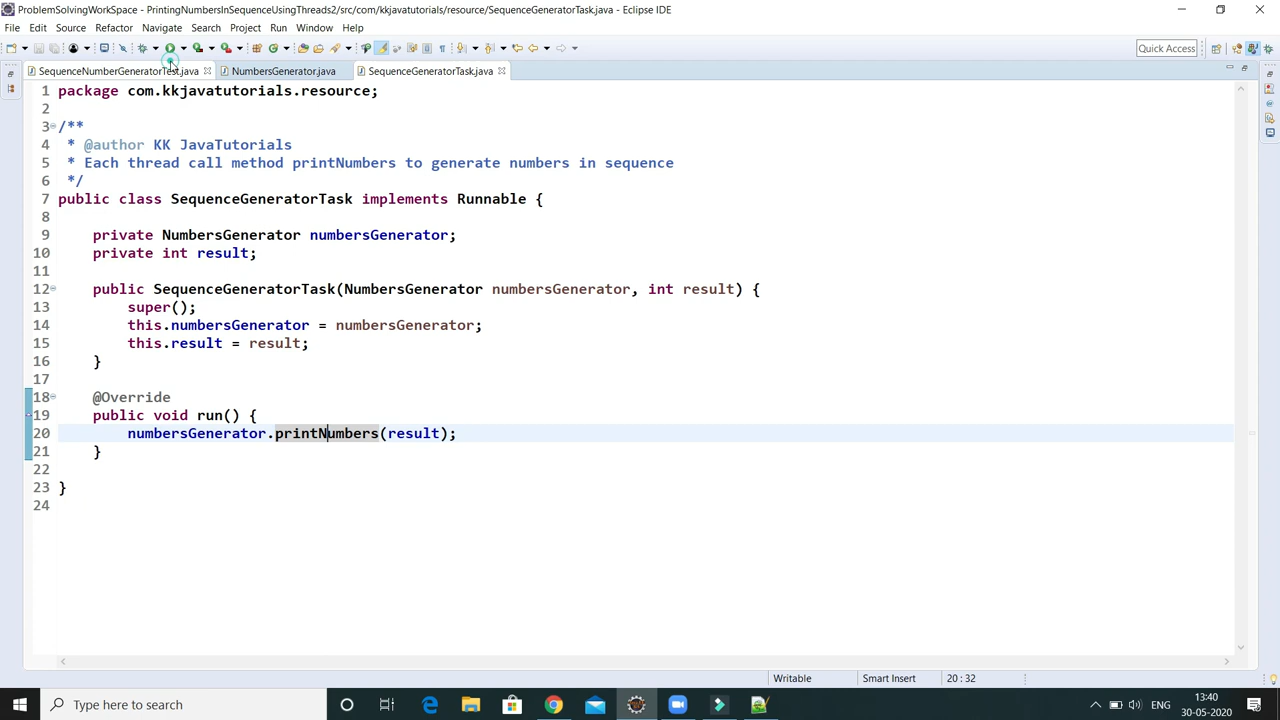 ProblemSolvingWorkSpace - PrintingNumbersInSequenceUsingThreads2/src/com/kkjavatutorials/resource/SequenceGeneratorTask.java - Eclipse IDE
File Edit Source Refactor Navigate Search Project Run Window Help
Quick Access
SequenceNumberGeneratorTest.java NumbersGenerator.java SequenceGeneratorTask.java
1 package com.kkjavatutorials.resource;
2
3 /**
4 * @author KK JavaTutorials
5 * Each thread call method printNumbers to generate numbers in sequence
6 */
7 public class SequenceGeneratorTask implements Runnable {
8
9 private NumbersGenerator numbersGenerator;
10 private int result;
11
12 public SequenceGeneratorTask(NumbersGenerator numbersGenerator, int result) {
13 super();
14 this.numbersGenerator = numbersGenerator;
15 this.result = result;
16 }
17
18 @Override
19 public void run() {
20 numbersGenerator.printNumbers(result);
21 }
22
23 }
24
Writable Smart Insert 20 : 32
Type here to search
ENG
13:40
30-05-2020